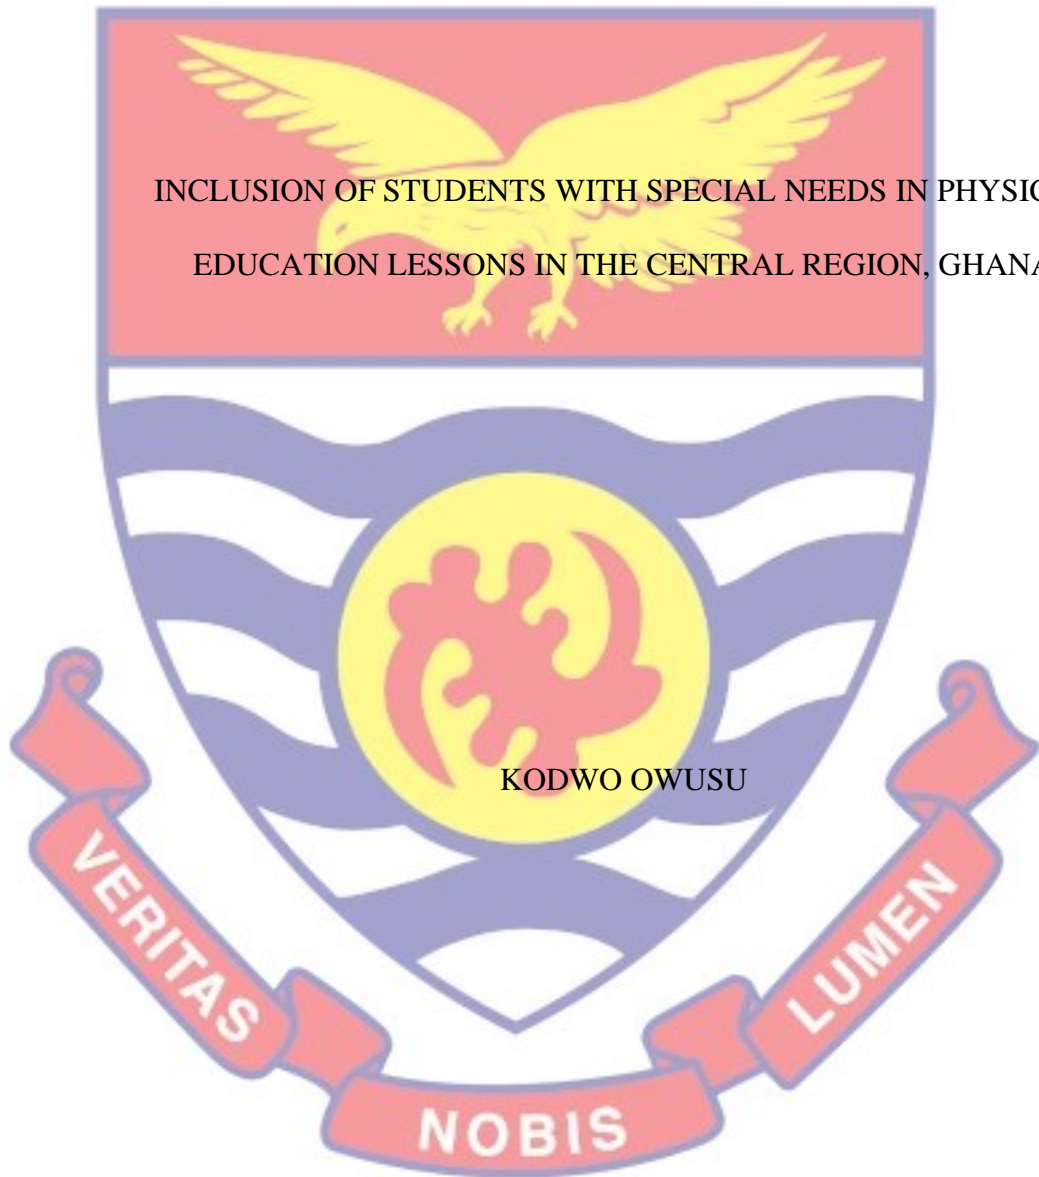 INCLUSION OF STUDENTS WITH SPECIAL NEEDS IN PHYSIC
EDUCATION LESSONS IN THE CENTRAL REGION, GHANA
KODWO OWUSU
VERITAS
NOBIS
LUMEN